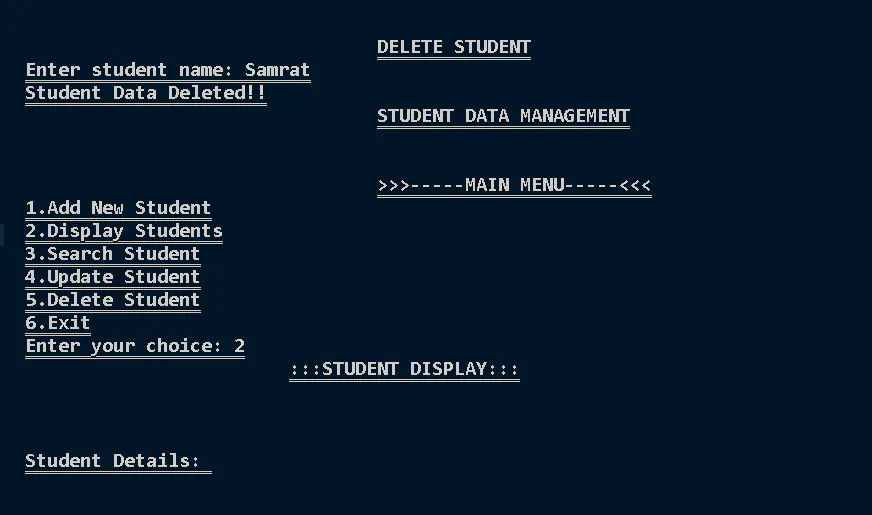 DELETE STUDENT
Enter student name: Samrat
Student Data Deleted!!
STUDENT DATA MANAGEMENT
>>>-----MAIN MENU-----<<<
1.Add New Student
2.Display Students
3.Search Student
4.Update Student
5.Delete Student
6.Exit
Enter your choice: 2
:::STUDENT DISPLAY:::
Student Details: